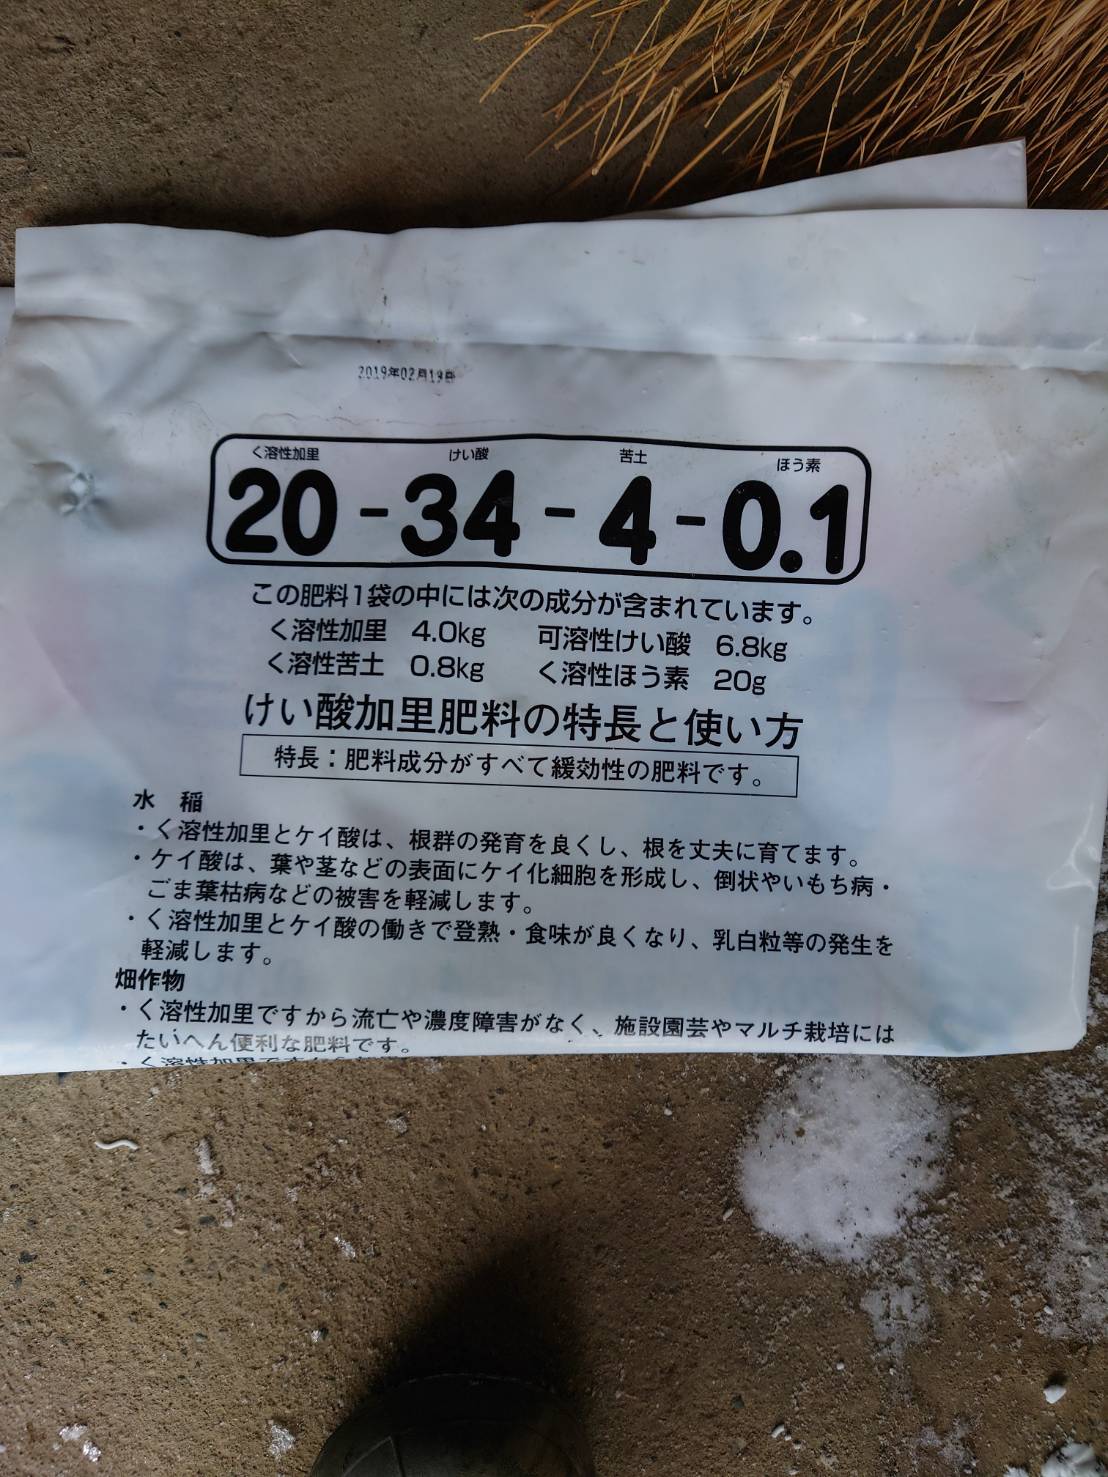 2019年02月19日
く溶性加里 けい酸 苦土 ほう素
20-34-4-0.1
この肥料1袋の中には次の成分が含まれています。
く溶性加里 4.0kg 可溶性けい酸 6.8kg
く溶性苦土 0.8kg く溶性ほう素 20g
けい酸加里肥料の特長と使い方
特長：肥料成分がすべて緩効性の肥料です。
水 稲
・く溶性加里とケイ酸は、根群の発育を良くし、根を丈夫に育てます。
・ケイ酸は、葉や茎などの表面にケイ化細胞を形成し、倒状やいもち病・
ごま葉枯病などの被害を軽減します。
・く溶性加里とケイ酸の働きで登熟・食味が良くなり、乳白粒等の発生を
軽減します。
畑作物
・く溶性加里ですから流亡や濃度障害がなく、施設園芸やマルチ栽培には
たいへん便利な肥料です。